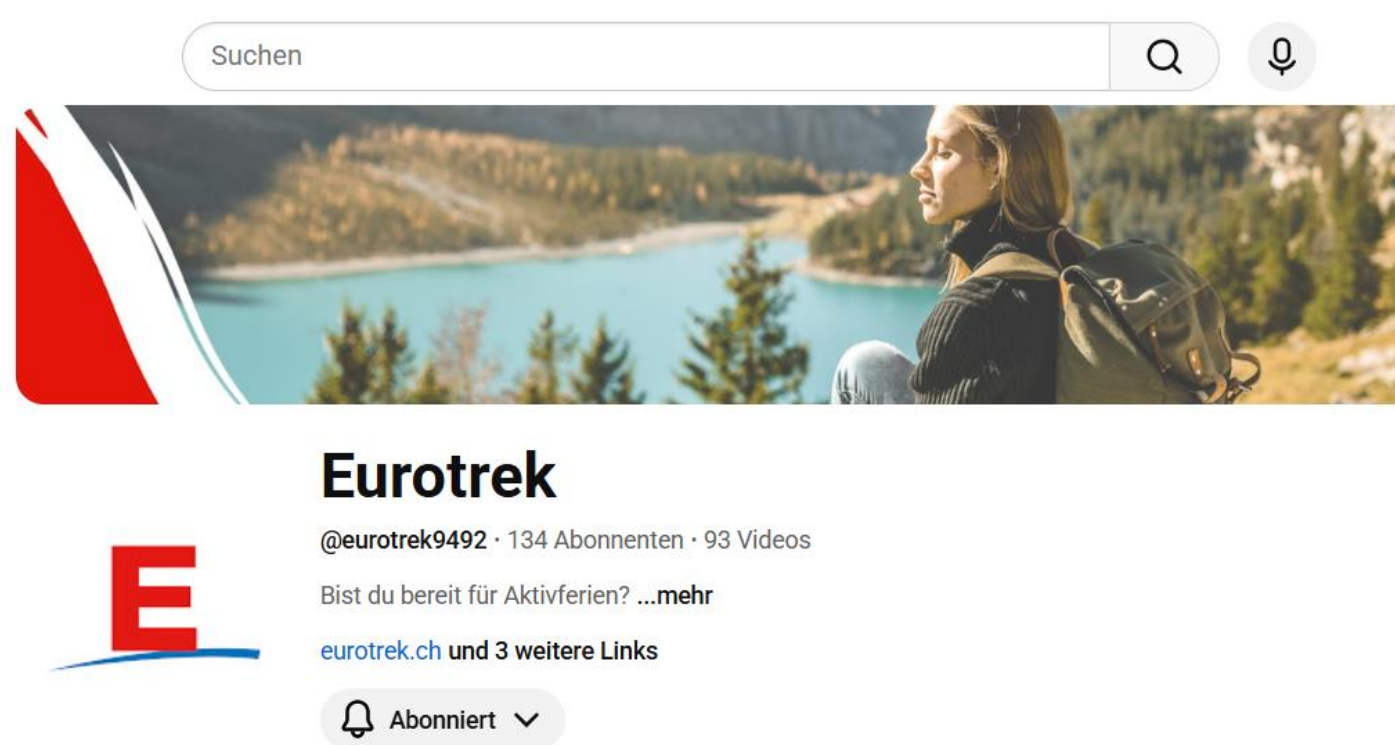 Suchen
Eurotrek
@eurotrek9492 · 134 Abonnenten · 93 Videos
Bist du bereit für Aktivferien? ...mehr
E
eurotrek.ch und 3 weitere Links
Abonniert